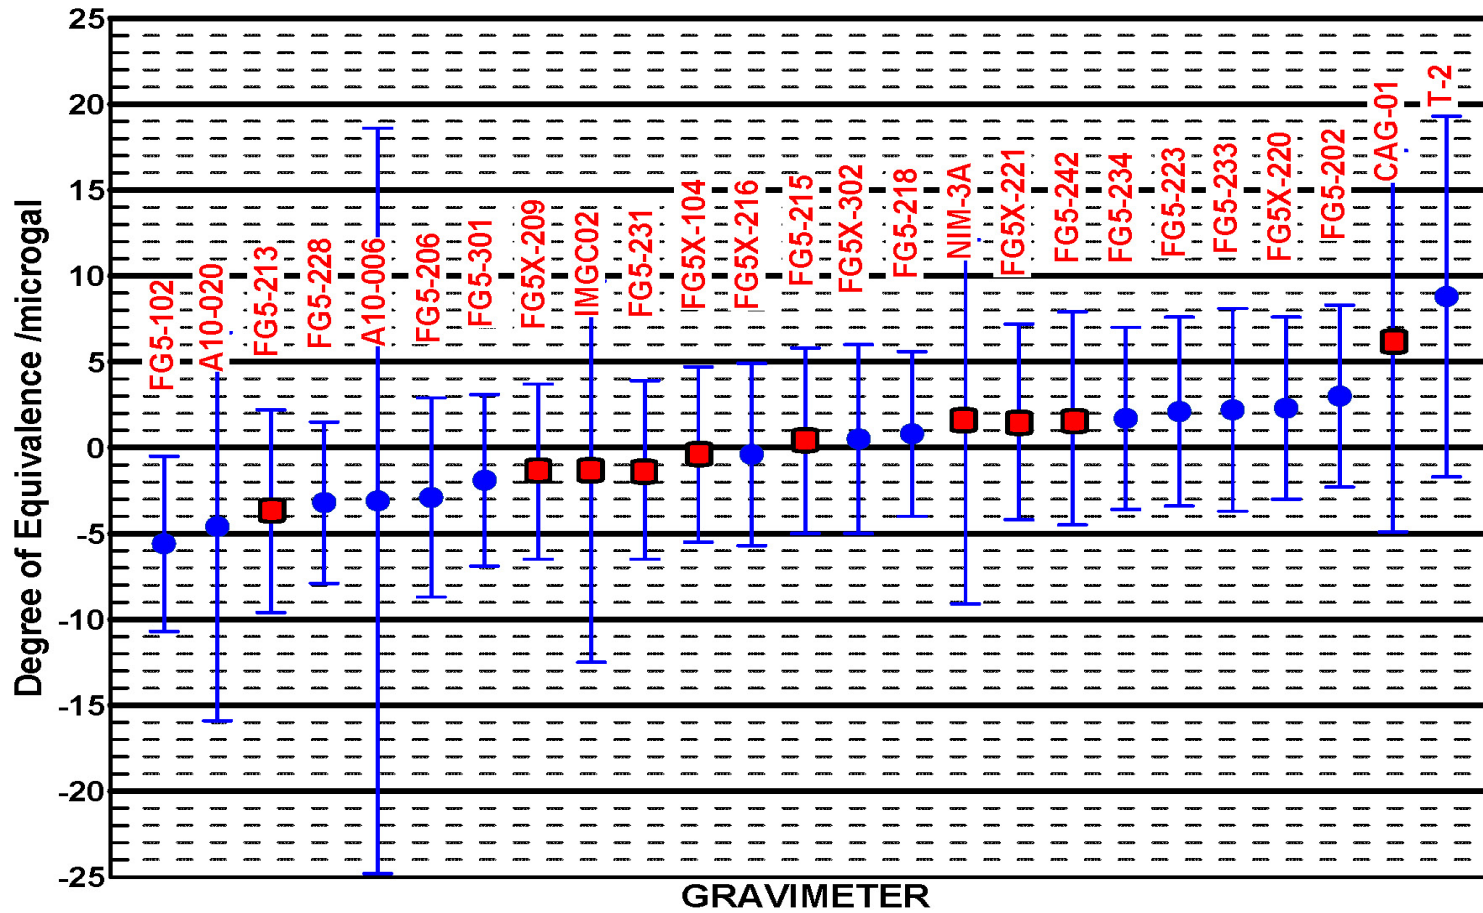 25
20
15
10
5
0
-5
-10
-15
-20
-25
Degree of Equivalence /microgal
FG5-102
A10-020
FG5-213
FG5-228
A10-006
FG5-206
FG5-301
FG5X-209
IMGC02
FG5-231
FG5X-104
FG5X-216
FG5-215
FG5X-302
FG5-218
NIM-3A
FG5X-221
FG5-242
FG5-234
FG5-223
FG5-233
FG5X-220
FG5-202
CAG-01
T-2
GRAVIMETER